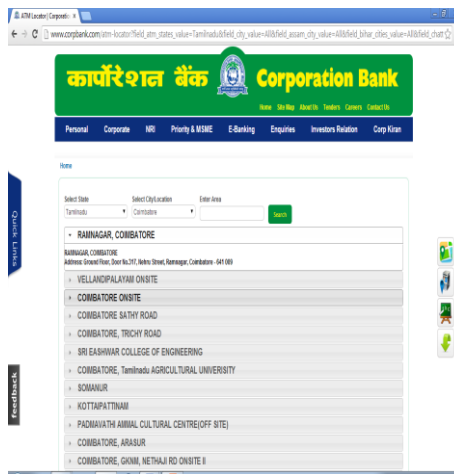 ATM Locator | Corporatio
www.corpbank.com/atm-locator?field_atm_states_value=Tamilnadu&field_city_value=All&field_assam_city_value=All&field_bihar_cities_value=All&field_chatt
कार्पोरेशन बैंक Corporation Bank
Home Site Map About Us Tenders Careers Contact Us
Personal Corporate NRI Priority & MSME E-Banking Enquiries Investors Relation Corp Kiran
Home
Select State Select City/Location Enter Area
Tamilnadu Coimbatore Search
RAMNAGAR, COIMBATORE
RAMNAGAR, COIMBATORE
Address: Ground Floor, Door No.317, Nehru Street, Ramnagar, Coimbatore - 641 009
VELLANDIPALAYAM ONSITE
COIMBATORE ONSITE
COIMBATORE SATHY ROAD
COIMBATORE, TRICHY ROAD
SRI EASHWAR COLLEGE OF ENGINEERING
COIMBATORE, Tamilnadu AGRICULTURAL UNIVERISITY
SOMANUR
KOTTAIPATTINAM
PADMAVATHI AMMAL CULTURAL CENTRE(OFF SITE)
COIMBATORE, ARASUR
COIMBATORE, GKNM, NETHAJI RD ONSITE II
Quick Links
feedback